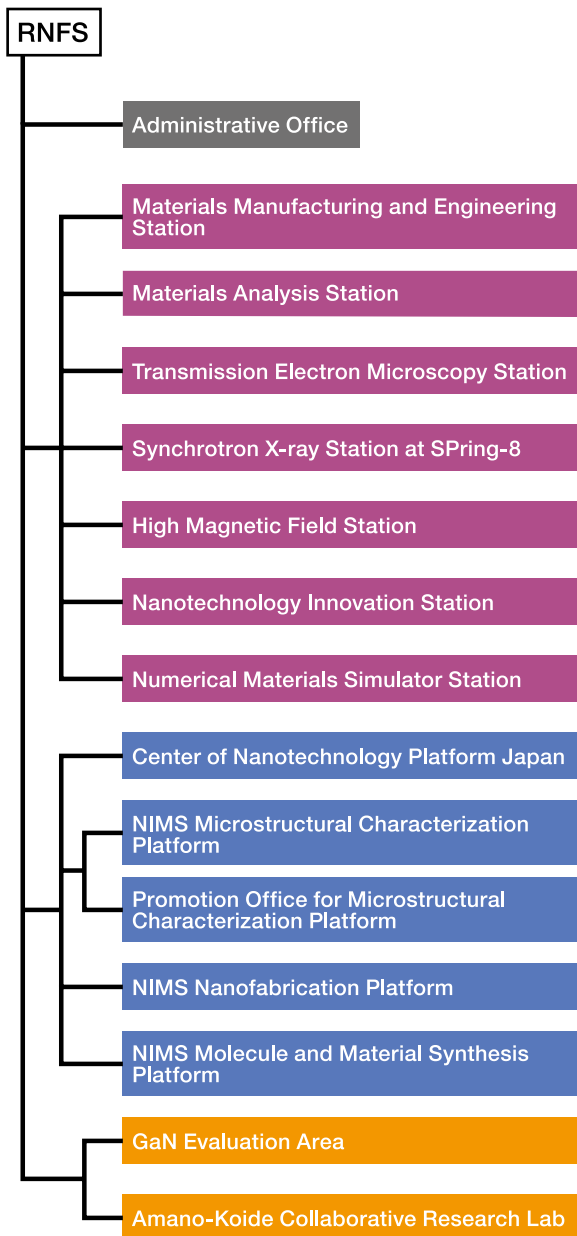 RNFS
Administrative Office
Materials Manufacturing and Engineering
Station
Materials Analysis Station
Transmission Electron Microscopy Station
Synchrotron X-ray Station at SPring-8
High Magnetic Field Station
Nanotechnology Innovation Station
Numerical Materials Simulator Station
Center of Nanotechnology Platform Japan
NIMS Microstructural Characterization
Platform
Promotion Office for Microstructural
Characterization Platform
NIMS Nanofabrication Platform
NIMS Molecule and Material Synthesis
Platform
GaN Evaluation Area
Amano-Koide Collaborative Research Lab